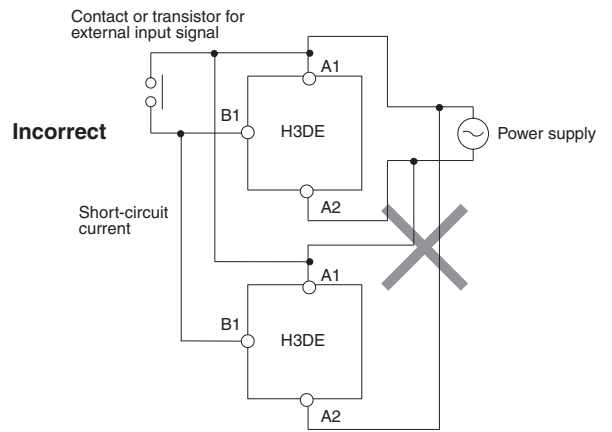 Contact or transistor for
external input signal
A1
B1
H3DE
Incorrect
Power supply
A2
Short-circuit
current
A1
B1
H3DE
A2